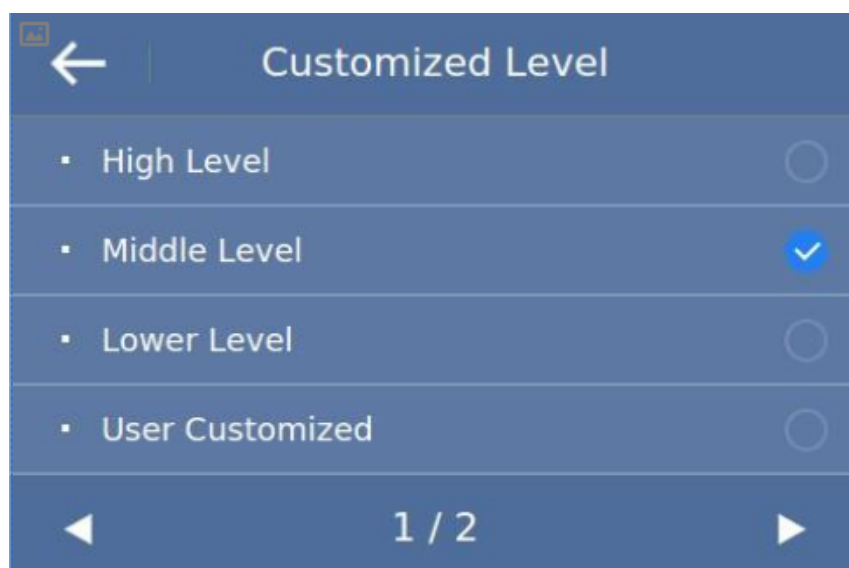 Customized Level
· High Level
· Middle Level
· Lower Level
· User Customized
1 / 2